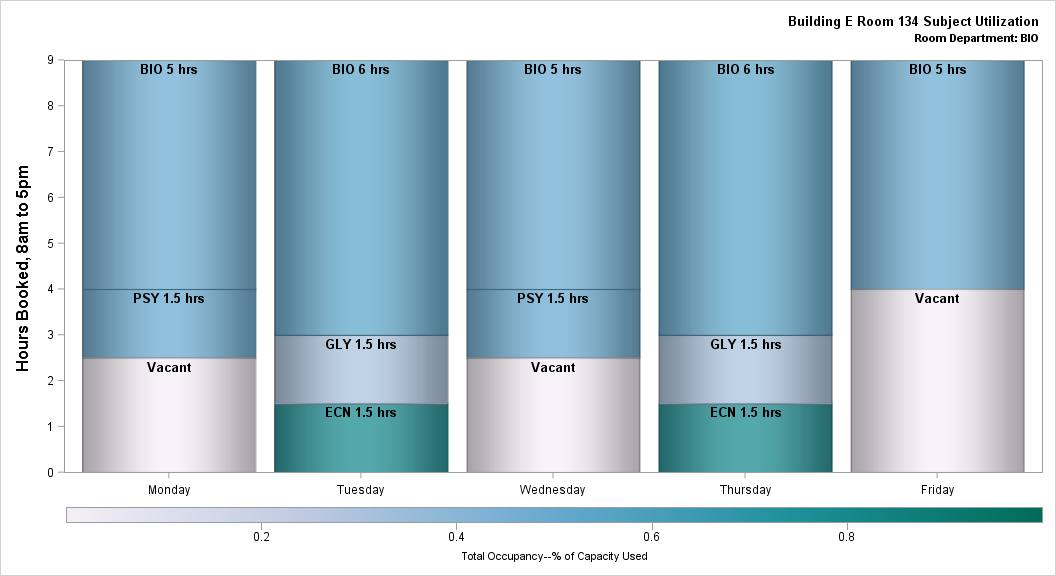 Building E Room 134 Subject Utilization
Room Department: BIO
Hours Booked, 8am to 5pm
9
8
7
6
5
4
3
2
1
0
BIO 5 hrs
PSY 1.5 hrs
Vacant
BIO 6 hrs
GLY 1.5 hrs
ECN 1.5 hrs
BIO 5 hrs
PSY 1.5 hrs
Vacant
BIO 6 hrs
GLY 1.5 hrs
ECN 1.5 hrs
BIO 5 hrs
Vacant
Monday Tuesday Wednesday Thursday Friday
0.2 0.4 0.6 0.8
Total Occupancy--% of Capacity Used